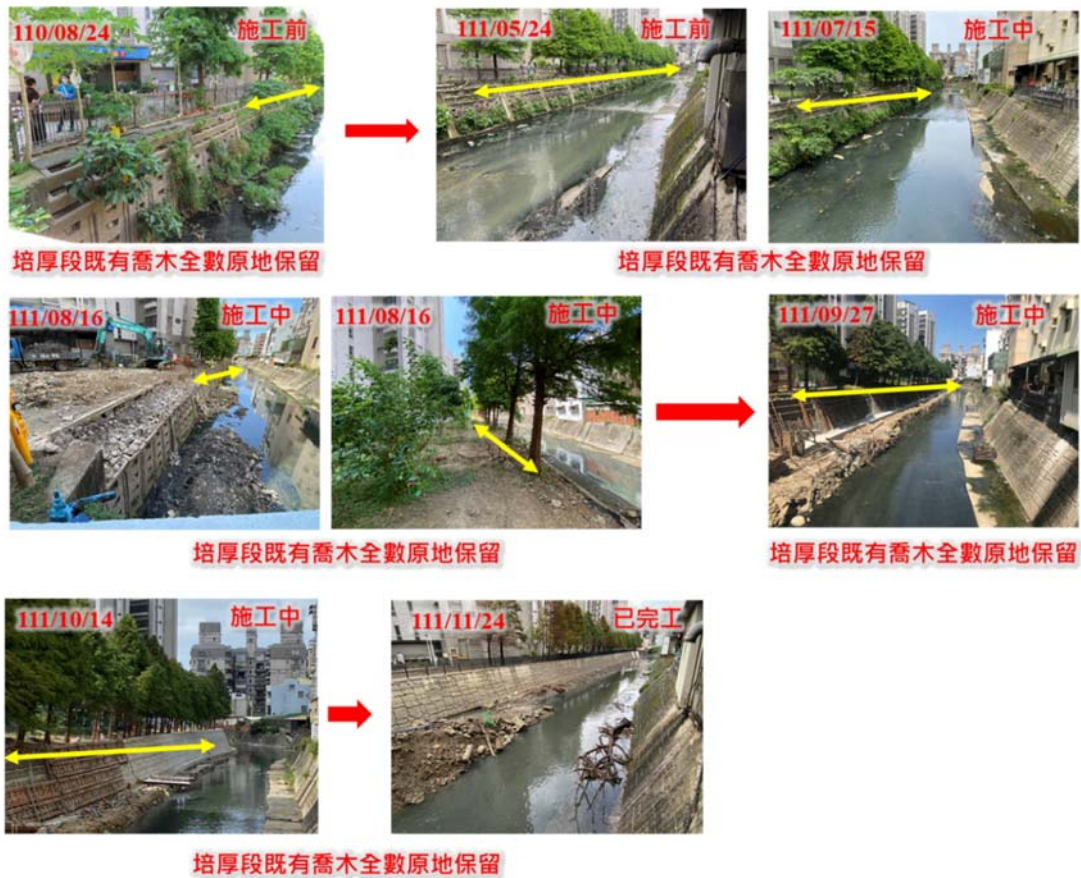 110/08/24 施工前
111/05/24 施工前
111/07/15 施工中
培厚段既有喬木全數原地保留
培厚段既有喬木全數原地保留
111/08/16 施工中
111/08/16 施工中
111/09/27 施工中
培厚段既有喬木全數原地保留
培厚段既有喬木全數原地保留
111/10/14 施工中
111/11/24 已完工
培厚段既有喬木全數原地保留